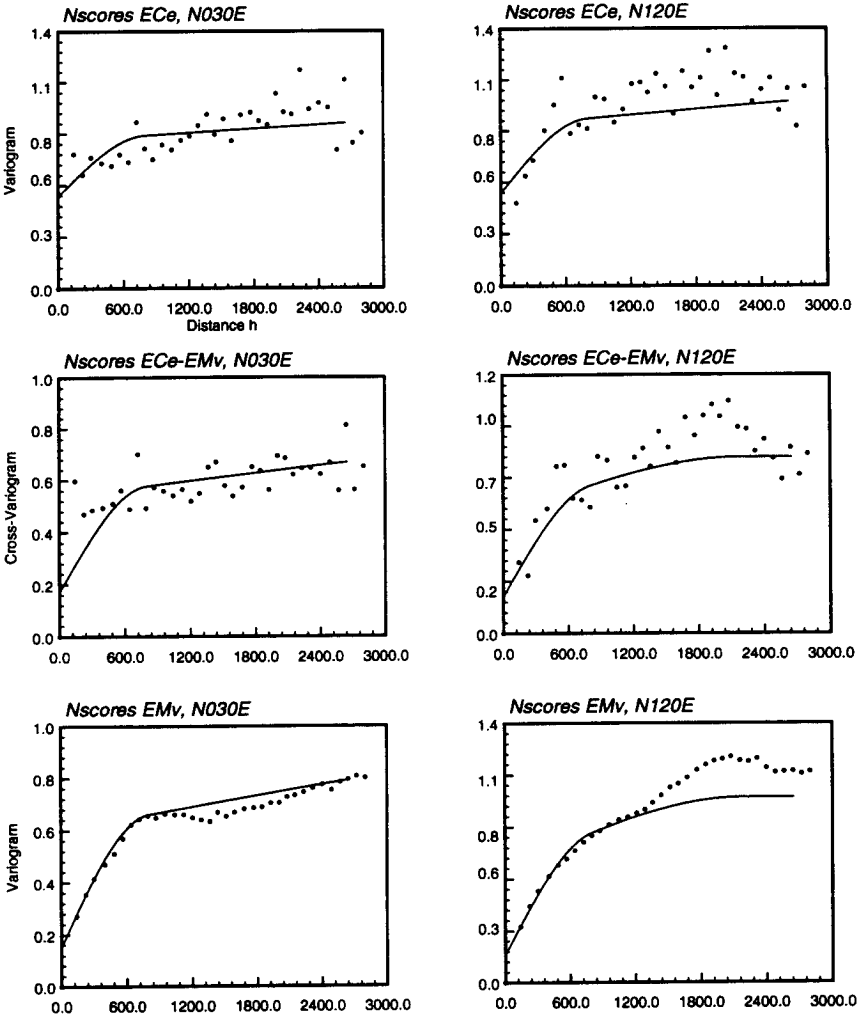 Nscores ECe, N030E
1.4
1.1
0.8
0.6
0.3
0.0
Variogram
0.0 600.0 1200.0 1800.0 2400.0 3000.0
Distance h
Nscores ECe, N120E
1.4
1.1
0.8
0.6
0.3
0.0
0.0 600.0 1200.0 1800.0 2400.0 3000.0
Nscores ECe-EMv, N030E
1.0
0.8
0.6
0.4
0.2
0.0
Cross-Variogram
0.0 600.0 1200.0 1800.0 2400.0 3000.0
Nscores ECe-EMv, N120E
1.2
1.0
0.7
0.5
0.2
0.0
0.0 600.0 1200.0 1800.0 2400.0 3000.0
Nscores EMv, N030E
1.0
0.8
0.6
0.4
0.2
0.0
Variogram
0.0 600.0 1200.0 1800.0 2400.0 3000.0
Nscores EMv, N120E
1.4
1.1
0.8
0.6
0.3
0.0
0.0 600.0 1200.0 1800.0 2400.0 3000.0